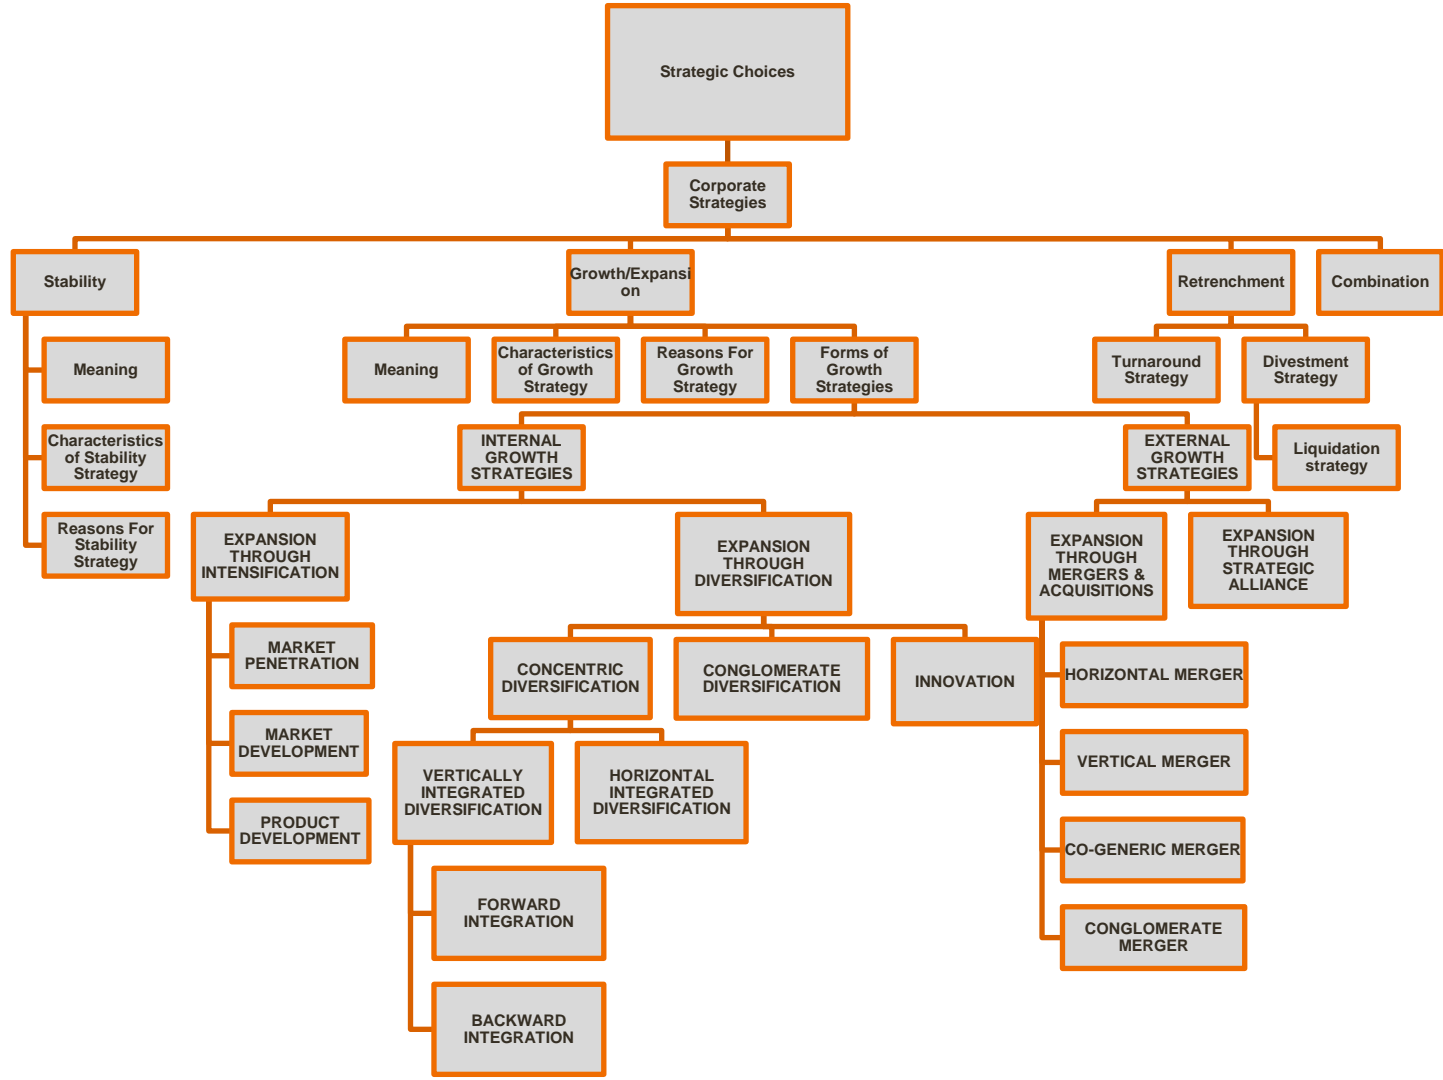 Strategic Choices
Corporate
Strategies
Stability
Growth/Expansi
on
Retrenchment
Combination
Meaning
Characteristics
of Stability
Strategy
Reasons For
Stability
Strategy
Meaning
Characteristics
of Growth
Strategy
Reasons For
Growth
Strategy
Forms of
Growth
Strategies
Turnaround
Strategy
Divestment
Strategy
Liquidation
strategy
INTERNAL
GROWTH
STRATEGIES
EXTERNAL
GROWTH
STRATEGIES
EXPANSION
THROUGH
INTENSIFICATION
EXPANSION
THROUGH
DIVERSIFICATION
EXPANSION
THROUGH
MERGERS &
ACQUISITIONS
EXPANSION
THROUGH
STRATEGIC
ALLIANCE
MARKET
PENETRATION
MARKET
DEVELOPMENT
PRODUCT
DEVELOPMENT
CONCENTRIC
DIVERSIFICATION
CONGLOMERATE
DIVERSIFICATION
INNOVATION
VERTICALLY
INTEGRATED
DIVERSIFICATION
HORIZONTAL
INTEGRATED
DIVERSIFICATION
FORWARD
INTEGRATION
BACKWARD
INTEGRATION
HORIZONTAL MERGER
VERTICAL MERGER
CO-GENERIC MERGER
CONGLOMERATE
MERGER